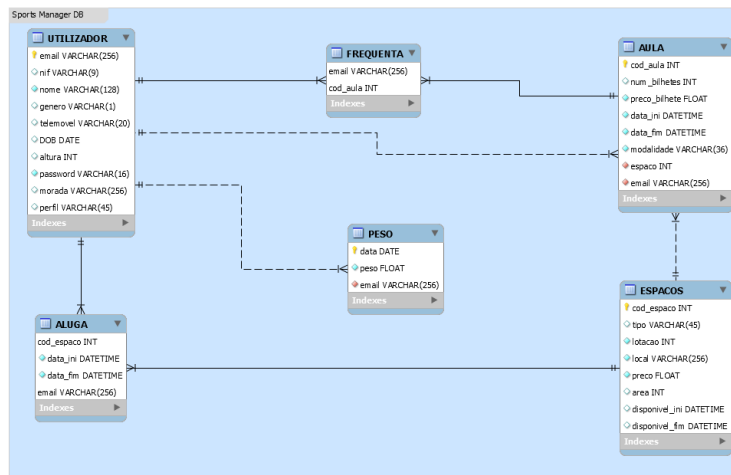 Sports Manager DB
UTILIZADOR
email VARCHAR(256)
nif VARCHAR(9)
nome VARCHAR(128)
genero VARCHAR(1)
telemovel VARCHAR(20)
DOB DATE
altura INT
password VARCHAR(16)
morada VARCHAR(256)
perfil VARCHAR(45)
Indexes
FREQUENTA
email VARCHAR(256)
cod_aula INT
Indexes
AULA
cod_aula INT
num_bilhetes INT
preco_bilhete FLOAT
data_ini DATETIME
data_fim DATETIME
modalidade VARCHAR(36)
espaco INT
email VARCHAR(256)
Indexes
PESO
data DATE
peso FLOAT
email VARCHAR(256)
Indexes
ALUGA
cod_espaco INT
data_ini DATETIME
data_fim DATETIME
email VARCHAR(256)
Indexes
ESPACOS
cod_espaco INT
tipo VARCHAR(45)
lotacao INT
local VARCHAR(256)
preco FLOAT
area INT
disponivel_ini DATETIME
disponivel_fim DATETIME
Indexes